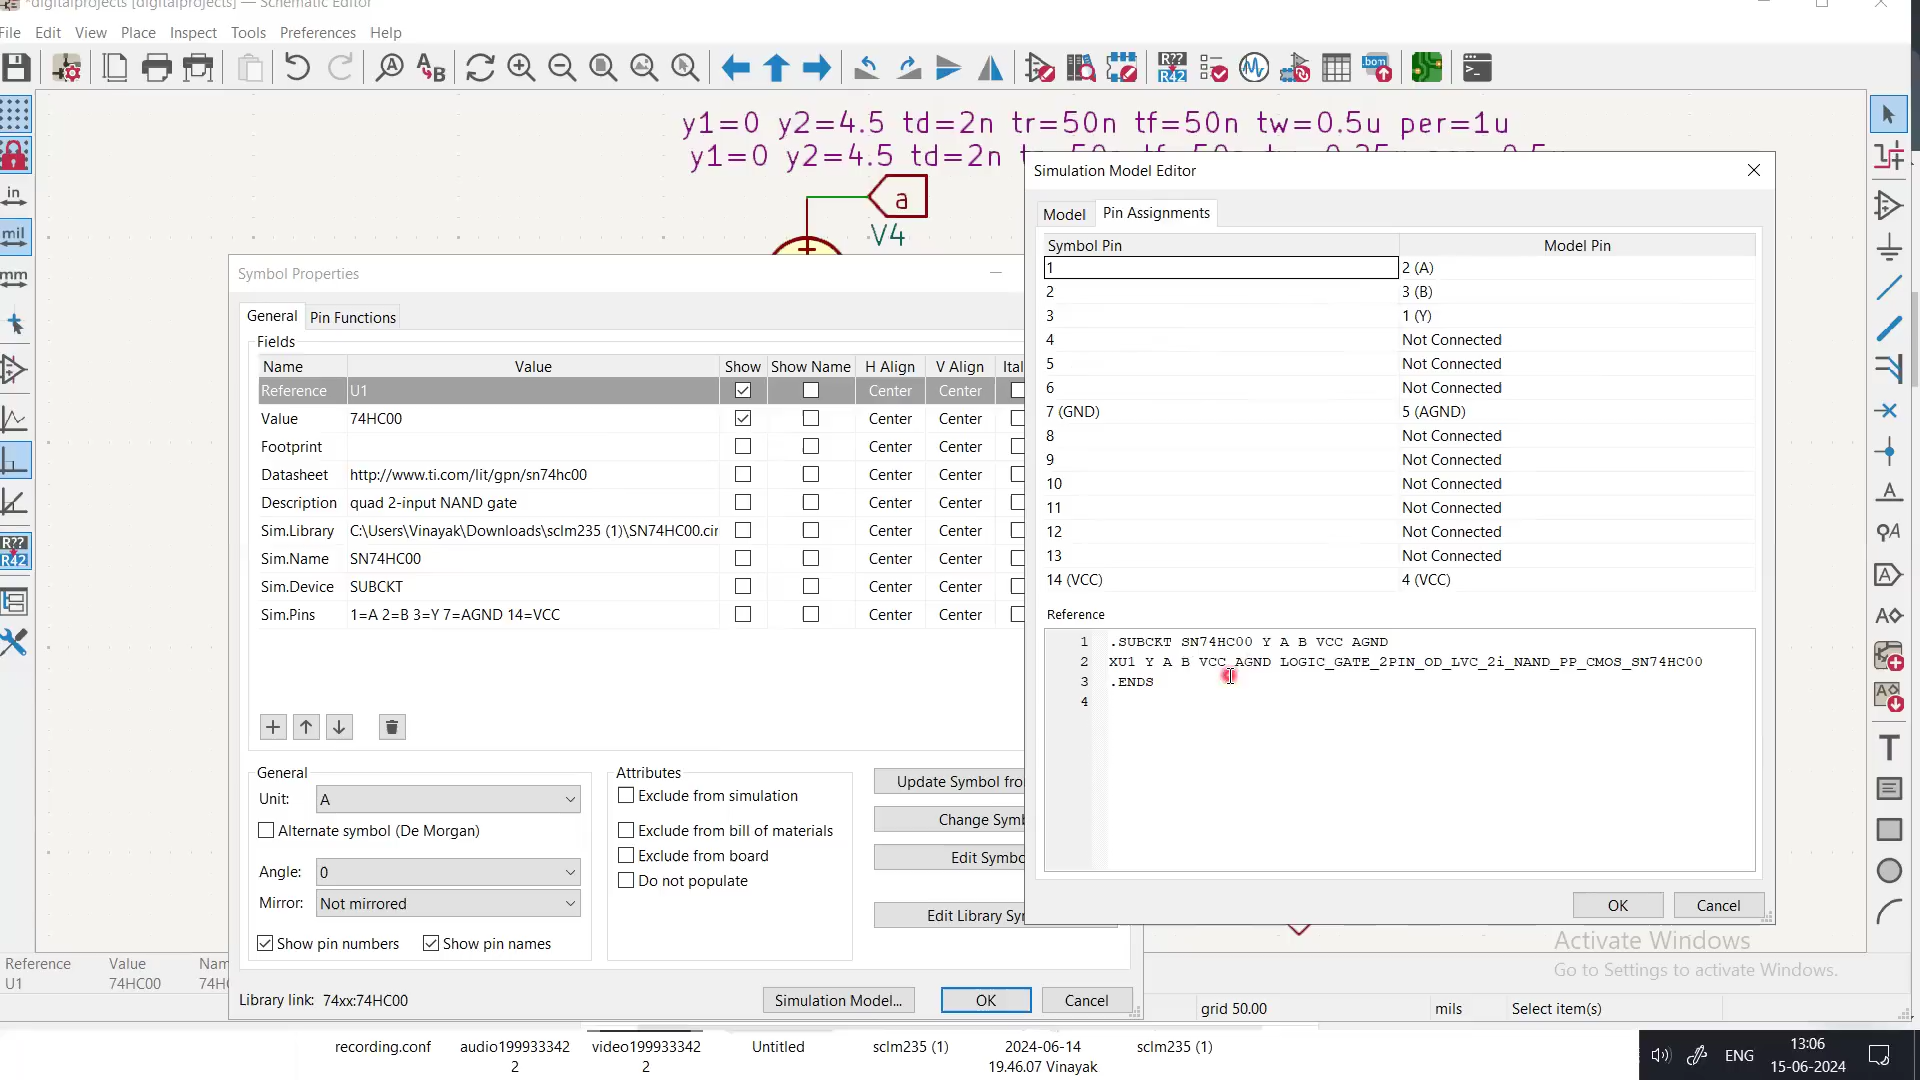 *digitalprojects [digitalprojects] — Schematic Editor
File Edit View Place Inspect Tools Preferences Help
y1=0 y2=4.5 td=2n tr=50n tf=50n tw=0.5u per=1u
y1=0 y2=4.5 td=2n
a
V4
Simulation Model Editor
Model Pin Assignments
Symbol Pin Model Pin
1 2 (A)
2 3 (B)
3 1 (Y)
4 Not Connected
5 Not Connected
6 Not Connected
7 (GND) 5 (AGND)
8 Not Connected
9 Not Connected
10 Not Connected
11 Not Connected
12 Not Connected
13 Not Connected
14 (VCC) 4 (VCC)
Reference
1 .SUBCKT SN74HC00 Y A B VCC AGND
2 XU1 Y A B VCC AGND LOGIC_GATE_2PIN_OD_LVC_2i_NAND_PP_CMOS_SN74HC00
3 .ENDS
4
OK Cancel
Symbol Properties
General Pin Functions
Fields
Name Value Show Show Name H Align V Align Ital
Reference U1 Center Center
Value 74HC00 Center Center
Footprint Center Center
Datasheet http://www.ti.com/lit/gpn/sn74hc00 Center Center
Description quad 2-input NAND gate Center Center
Sim.Library C:\Users\Vinayak\Downloads\sclm235 (1)\SN74HC00.cir Center Center
Sim.Name SN74HC00 Center Center
Sim.Device SUBCKT Center Center
Sim.Pins 1=A 2=B 3=Y 7=AGND 14=VCC Center Center
General
Unit: A
Alternate symbol (De Morgan)
Angle: 0
Mirror: Not mirrored
Show pin numbers Show pin names
Attributes
Exclude from simulation
Exclude from bill of materials
Exclude from board
Do not populate
Update Symbol from
Change Symb
Edit Symbo
Edit Library Sym
Library link: 74xx:74HC00
Simulation Model... OK Cancel
in
mil
mm
R??
R42
R??
R42
.bom
Reference Value Nam
U1 74HC00 74HC
Activate Windows
Go to Settings to activate Windows.
grid 50.00 mils Select item(s)
recording.conf audio199933342 2 video199933342 2 Untitled sclm235 (1) 2024-06-14 19.46.07 Vinayak sclm235 (1)
ENG 13:06
15-06-2024